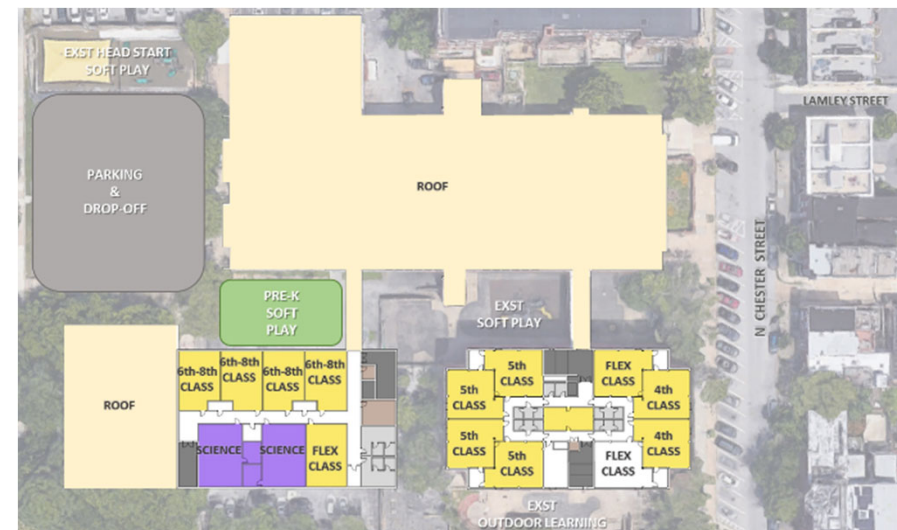 EXST HEAD START
SOFT PLAY
LAMLEY STREET
PARKING
&
DROP-OFF
ROOF
N CHESTER STREET
PRE-K
SOFT
PLAY
EXST
SOFT PLAY
6th-8th
CLASS
6th-8th
CLASS
6th-8th
CLASS
6th-8th
CLASS
5th
CLASS
FLEX
CLASS
5th
CLASS
4th
CLASS
ROOF
SCIENCE
SCIENCE
FLEX
CLASS
5th
CLASS
5th
CLASS
FLEX
CLASS
4th
CLASS
EXST
OUTDOOR LEARNING